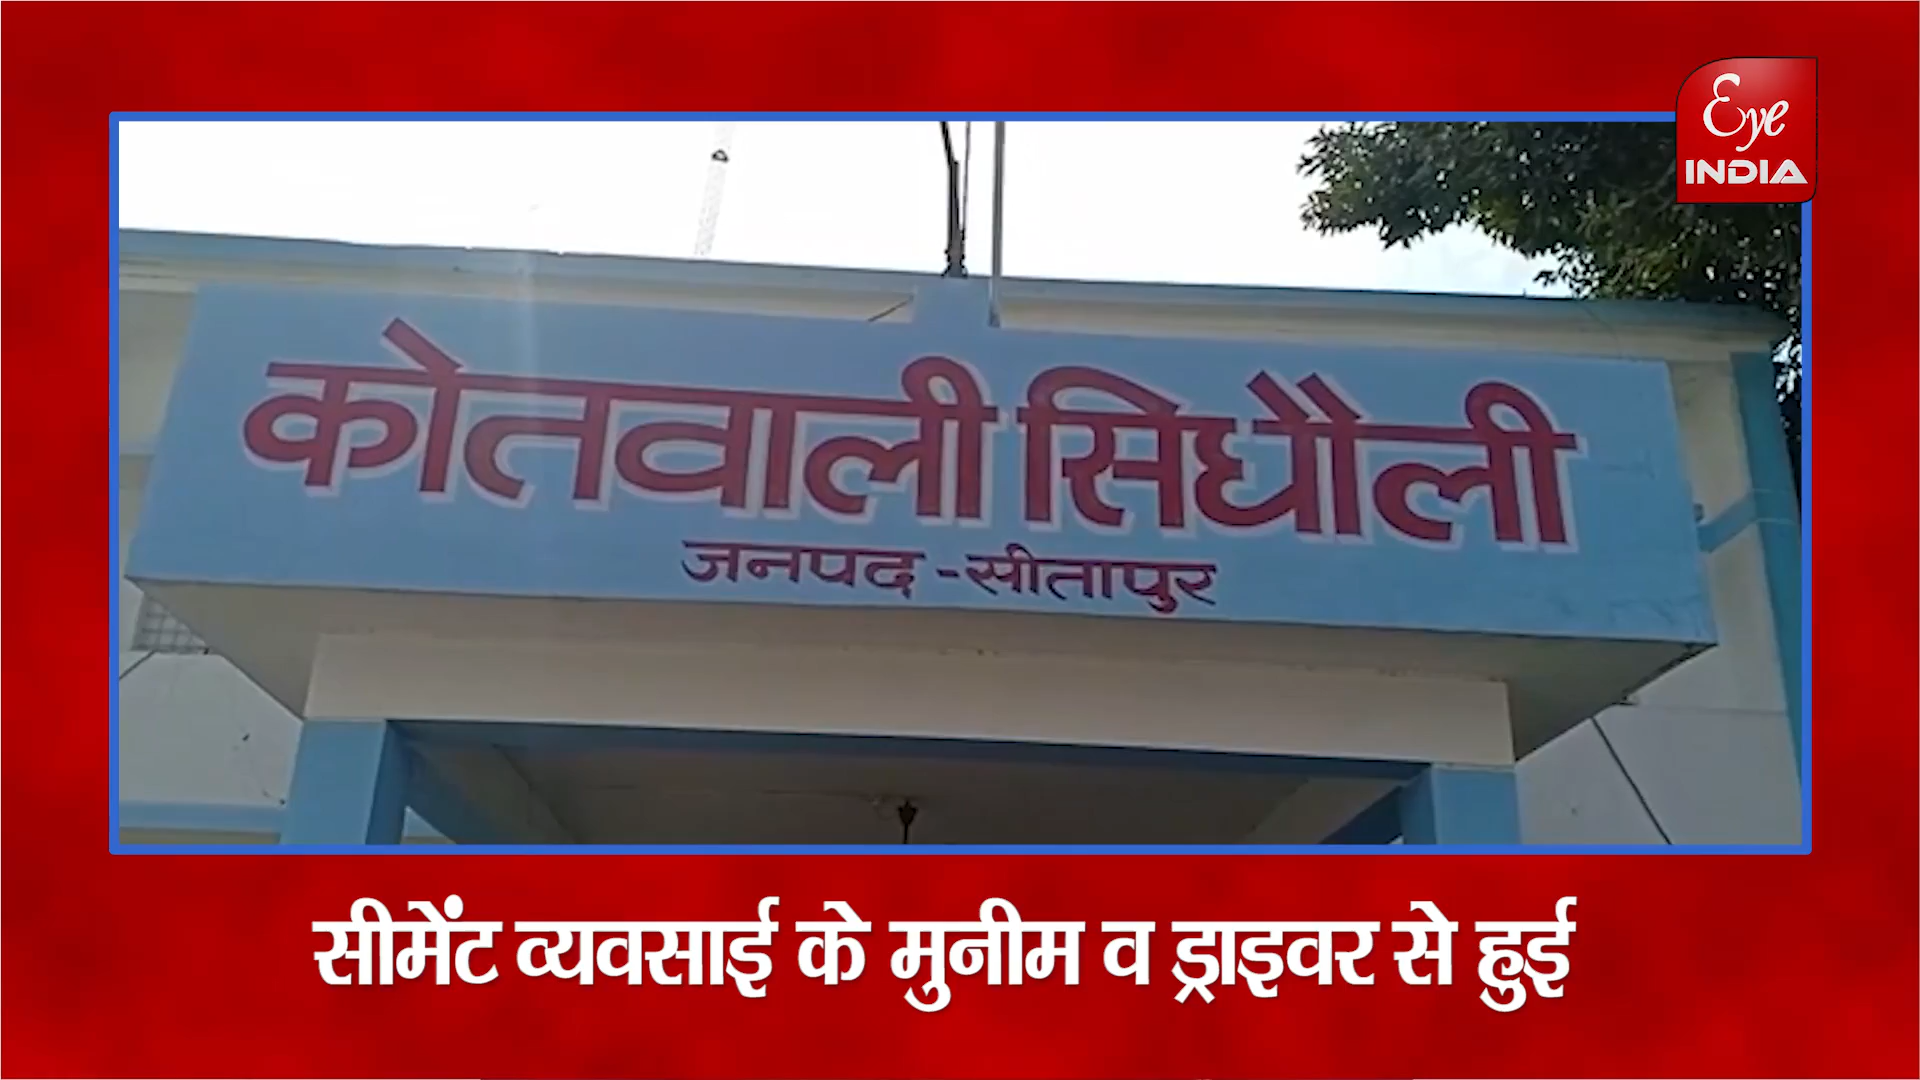 Eye
INDIA
कोतवाली सिधौली
जनपद - सीतापुर
सीमेंट व्यवसाई के मुनीम व ड्राइवर से हुई